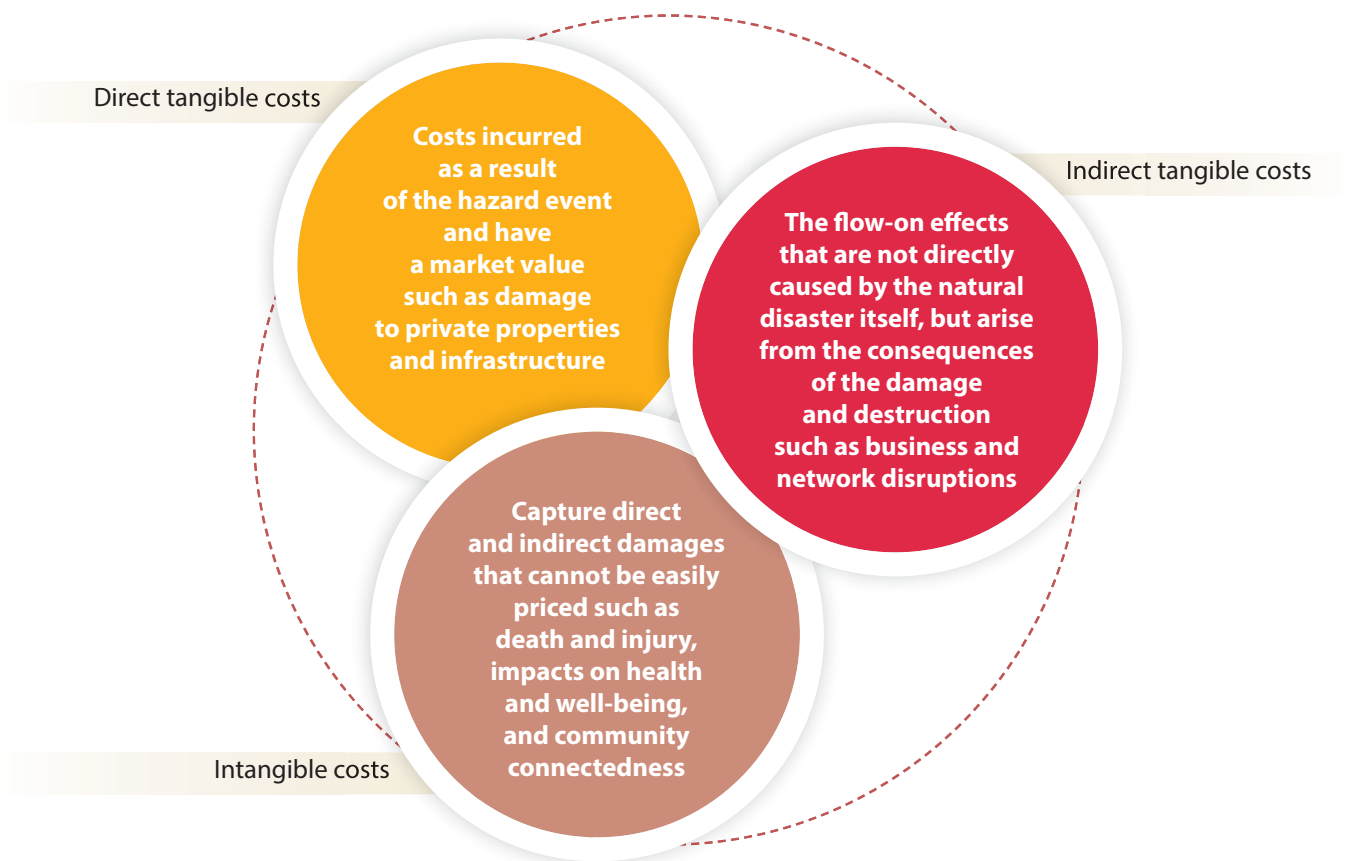 Direct tangible costs
Costs incurred
as a result
of the hazard event
and have
a market value
such as damage
to private properties
and infrastructure
Indirect tangible costs
The flow-on effects
that are not directly
caused by the natural
disaster itself, but arise
from the consequences
of the damage
and destruction
such as business and
network disruptions
Intangible costs
Capture direct
and indirect damages
that cannot be easily
priced such as
death and injury,
impacts on health
and well-being,
and community
connectedness